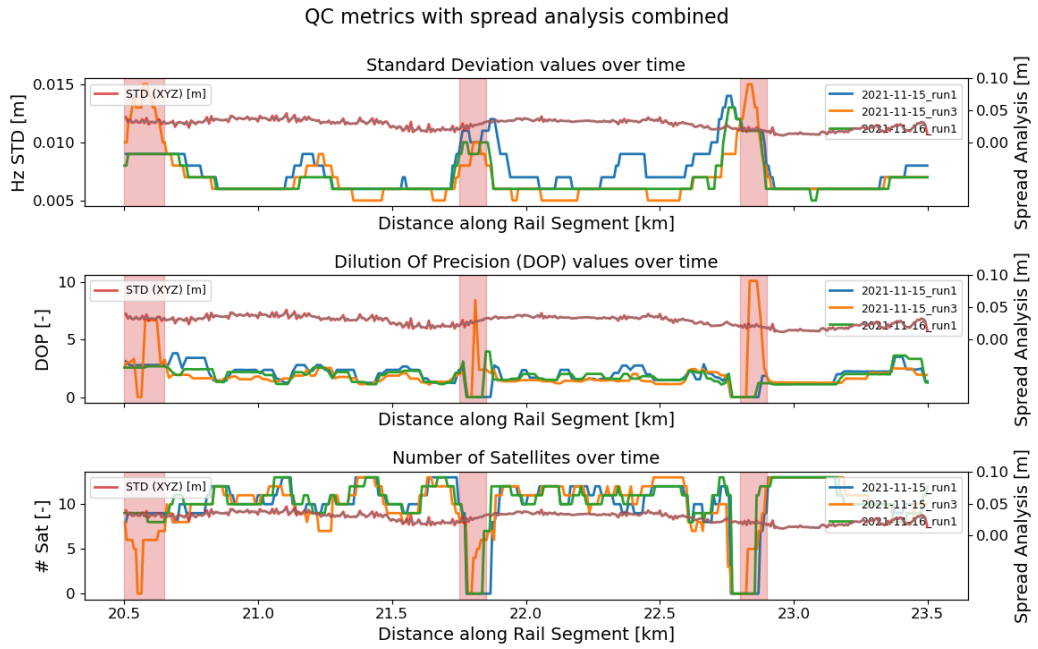 QC metrics with spread analysis combined
Standard Deviation values over time
Hz STD [m]
0.015
0.010
0.005
STD (XYZ) [m]
2021-11-15_run1
2021-11-15_run3
2021-11-16_run1
0.10
0.05
0.00
Spread Analysis [m]
Distance along Rail Segment [km]
Dilution Of Precision (DOP) values over time
DOP [-]
10
5
0
STD (XYZ) [m]
2021-11-15_run1
2021-11-15_run3
2021-11-16_run1
0.10
0.05
0.00
Spread Analysis [m]
Distance along Rail Segment [km]
Number of Satellites over time
# Sat [-]
10
5
0
STD (XYZ) [m]
2021-11-15_run1
2021-11-15_run3
2021-11-16_run1
0.10
0.05
0.00
Spread Analysis [m]
20.5 21.0 21.5 22.0 22.5 23.0 23.5
Distance along Rail Segment [km]